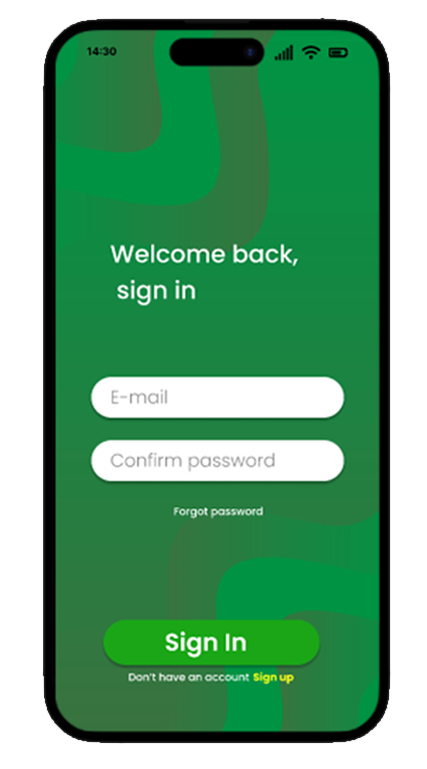 14:30
Welcome back,
sign in
E-mail
Confirm password
Forgot password
Sign In
Don't have an account Sign up